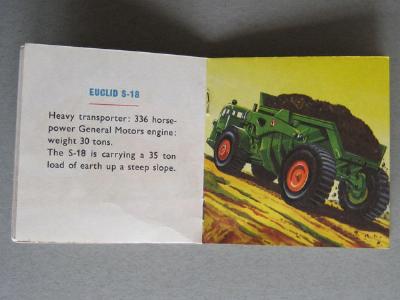 EUCLID S-18
Heavy transporter: 336 horse-
power General Motors engine:
weight 30 tons.
The S-18 is carrying a 35 ton
load of earth up a steep slope.